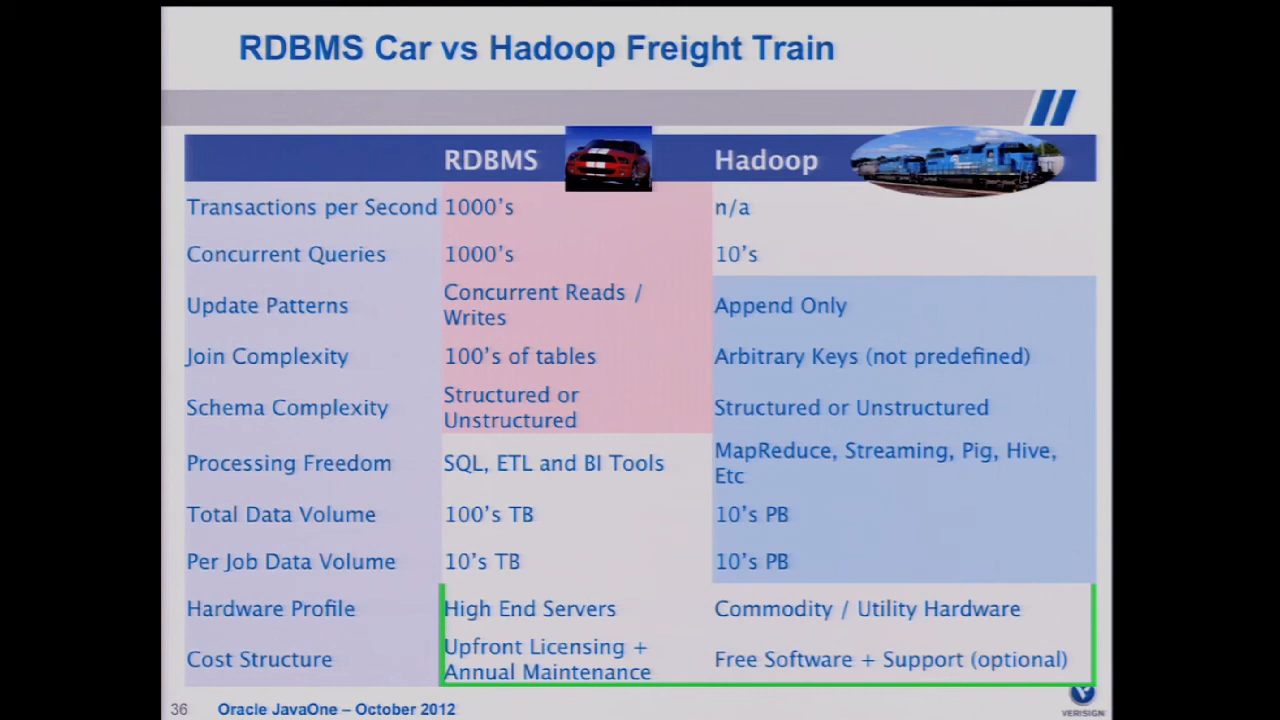 RDBMS Car vs Hadoop Freight Train
RDBMS Hadoop
Transactions per Second 1000's n/a
Concurrent Queries 1000's 10's
Update Patterns Concurrent Reads / Writes Append Only
Join Complexity 100's of tables Arbitrary Keys (not predefined)
Schema Complexity Structured or Unstructured Structured or Unstructured
Processing Freedom SQL, ETL and BI Tools MapReduce, Streaming, Pig, Hive, Etc
Total Data Volume 100's TB 10's PB
Per Job Data Volume 10's TB 10's PB
Hardware Profile High End Servers Commodity / Utility Hardware
Cost Structure Upfront Licensing + Annual Maintenance Free Software + Support (optional)
36 Oracle JavaOne – October 2012
VERISIGN